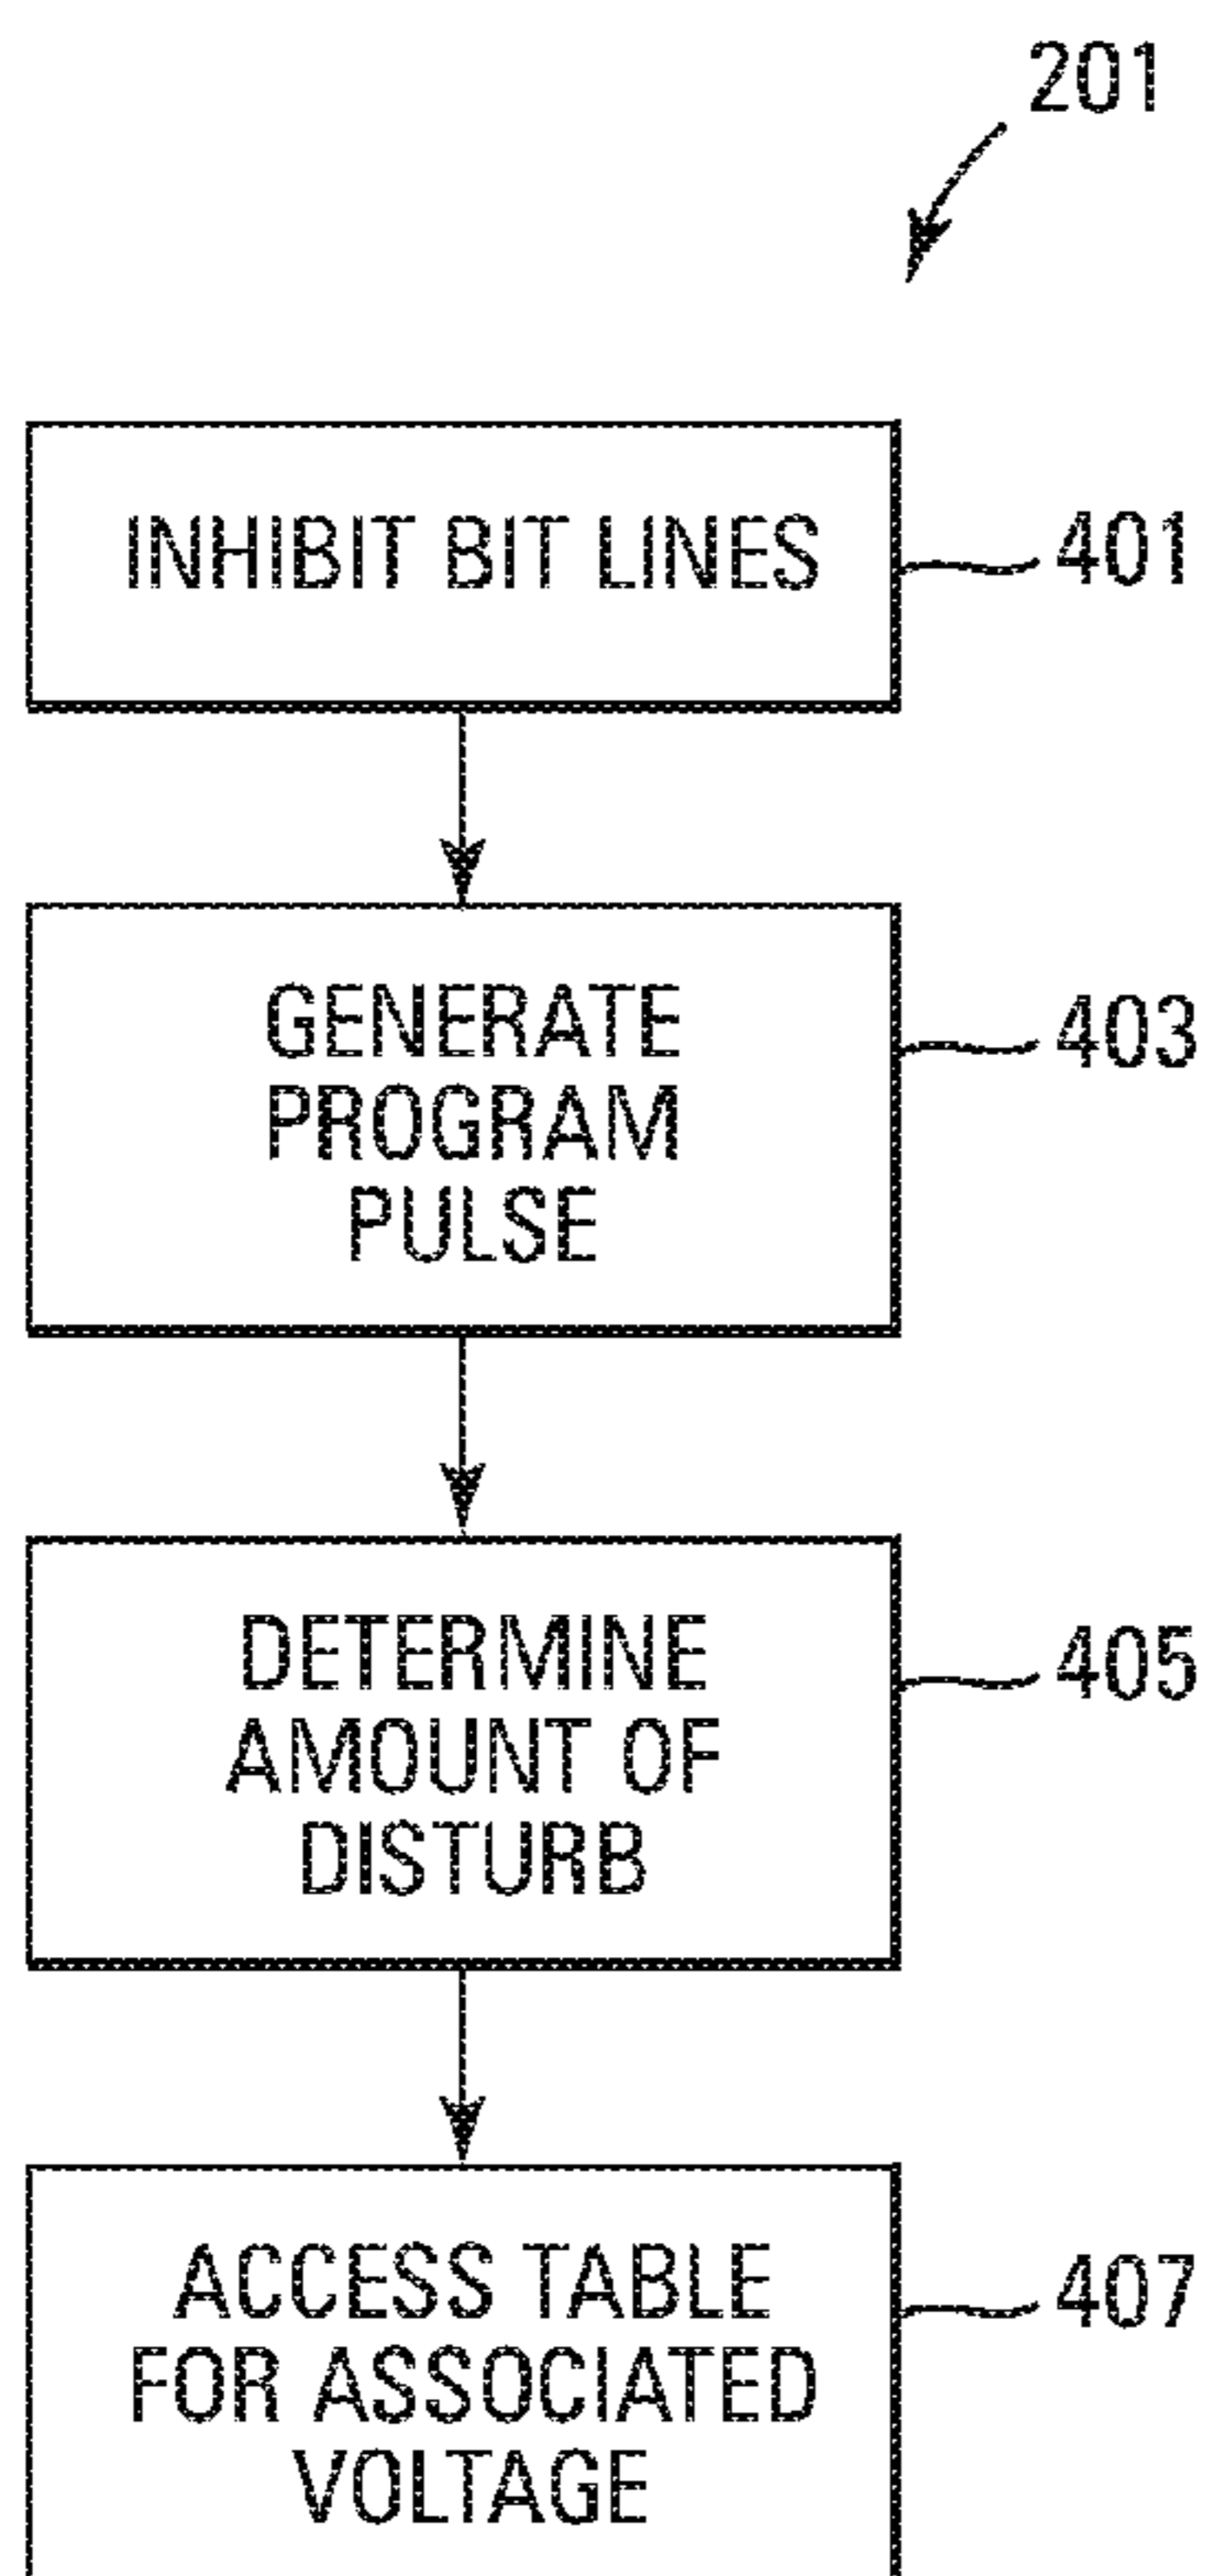 201
INHIBIT BIT LINES
401
GENERATE
PROGRAM
PULSE
403
DETERMINE
AMOUNT OF
DISTURB
405
ACCESS TABLE
FOR ASSOCIATED
VOLTAGE
407